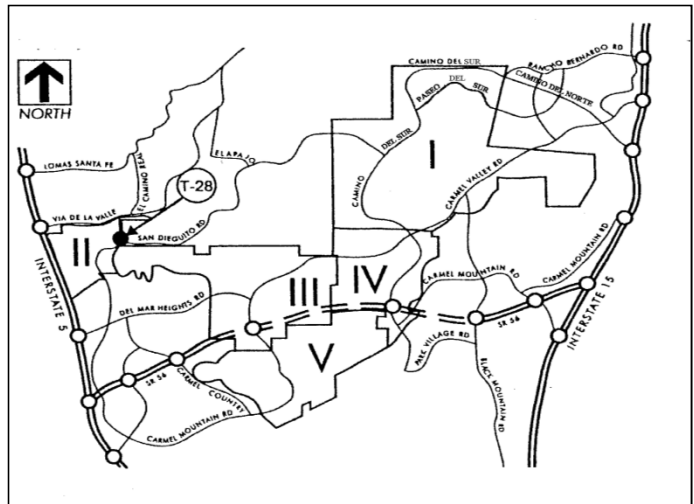 CAMINO DEL SUR
RANCHO BERNARDO RD
CAMINO DEL NORTE
PASEO DEL SUR
NORTH
LOMAS SANTA FE
EL CAMINO REAL
EL APAJO
DEL SUR
CAMINO
I
CARMEL VALLEY RD
T-28
VIA DE LA VALLE
SAN DIEGUITO RD
II
INTERSTATE 5
DEL MAR HEIGHTS RD
III
IV
CARMEL MOUNTAIN RD
CARMEL MOUNTAIN RD
INTERSTATE 15
SR 56
V
PARK VILLAGE RD
BLACK MOUNTAIN RD
SR 56
CARMEL COUNTRY
CARMEL MOUNTAIN RD